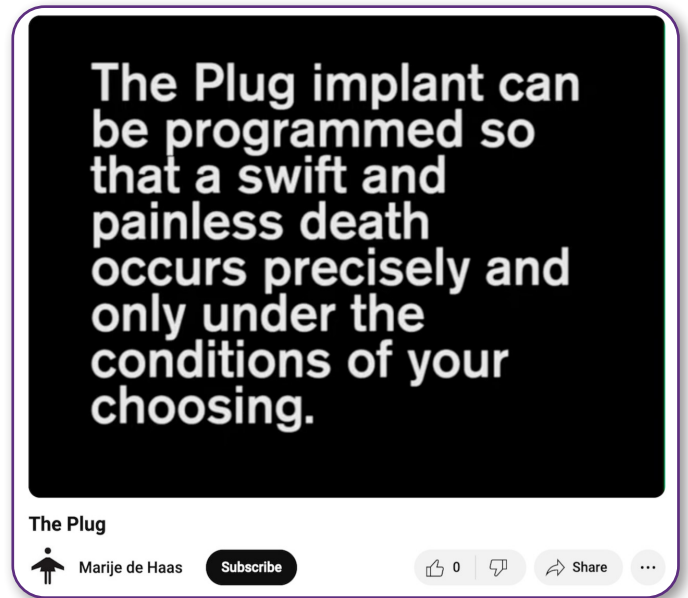 The Plug implant can
be programmed so
that a swift and
painless death
occurs precisely and
only under the
conditions of your
choosing.
The Plug
Marije de Haas Subscribe 0 Share